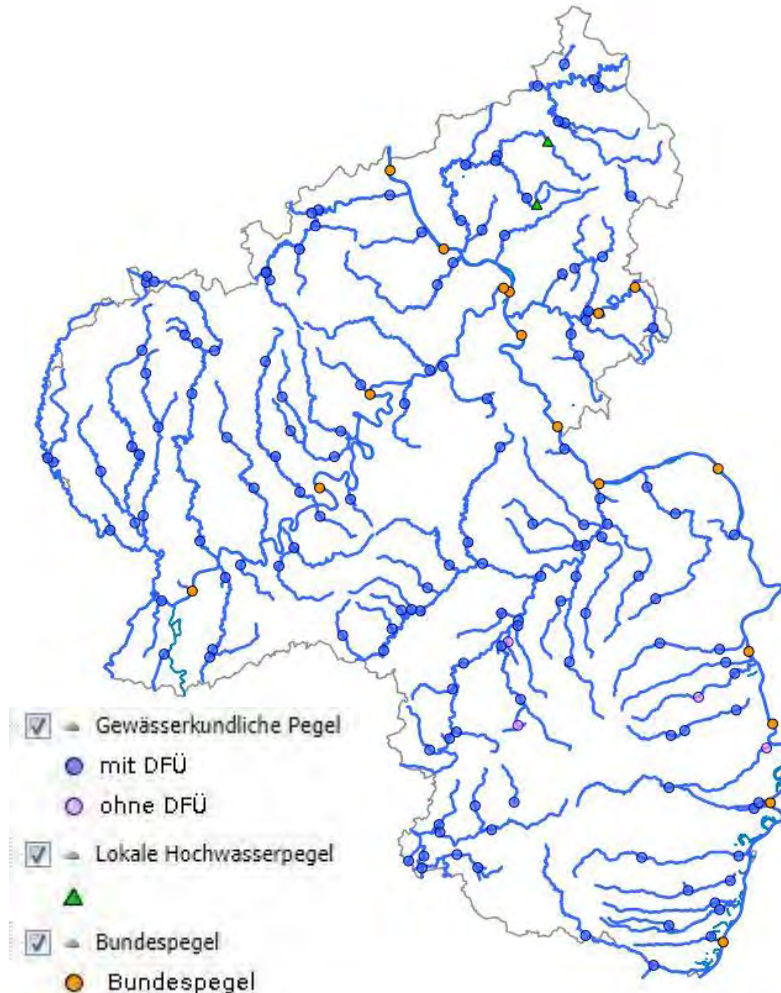 Gewässerkundliche Pegel
mit DFÜ
ohne DFÜ
Lokale Hochwasserpegel
Bundespegel
Bundespegel